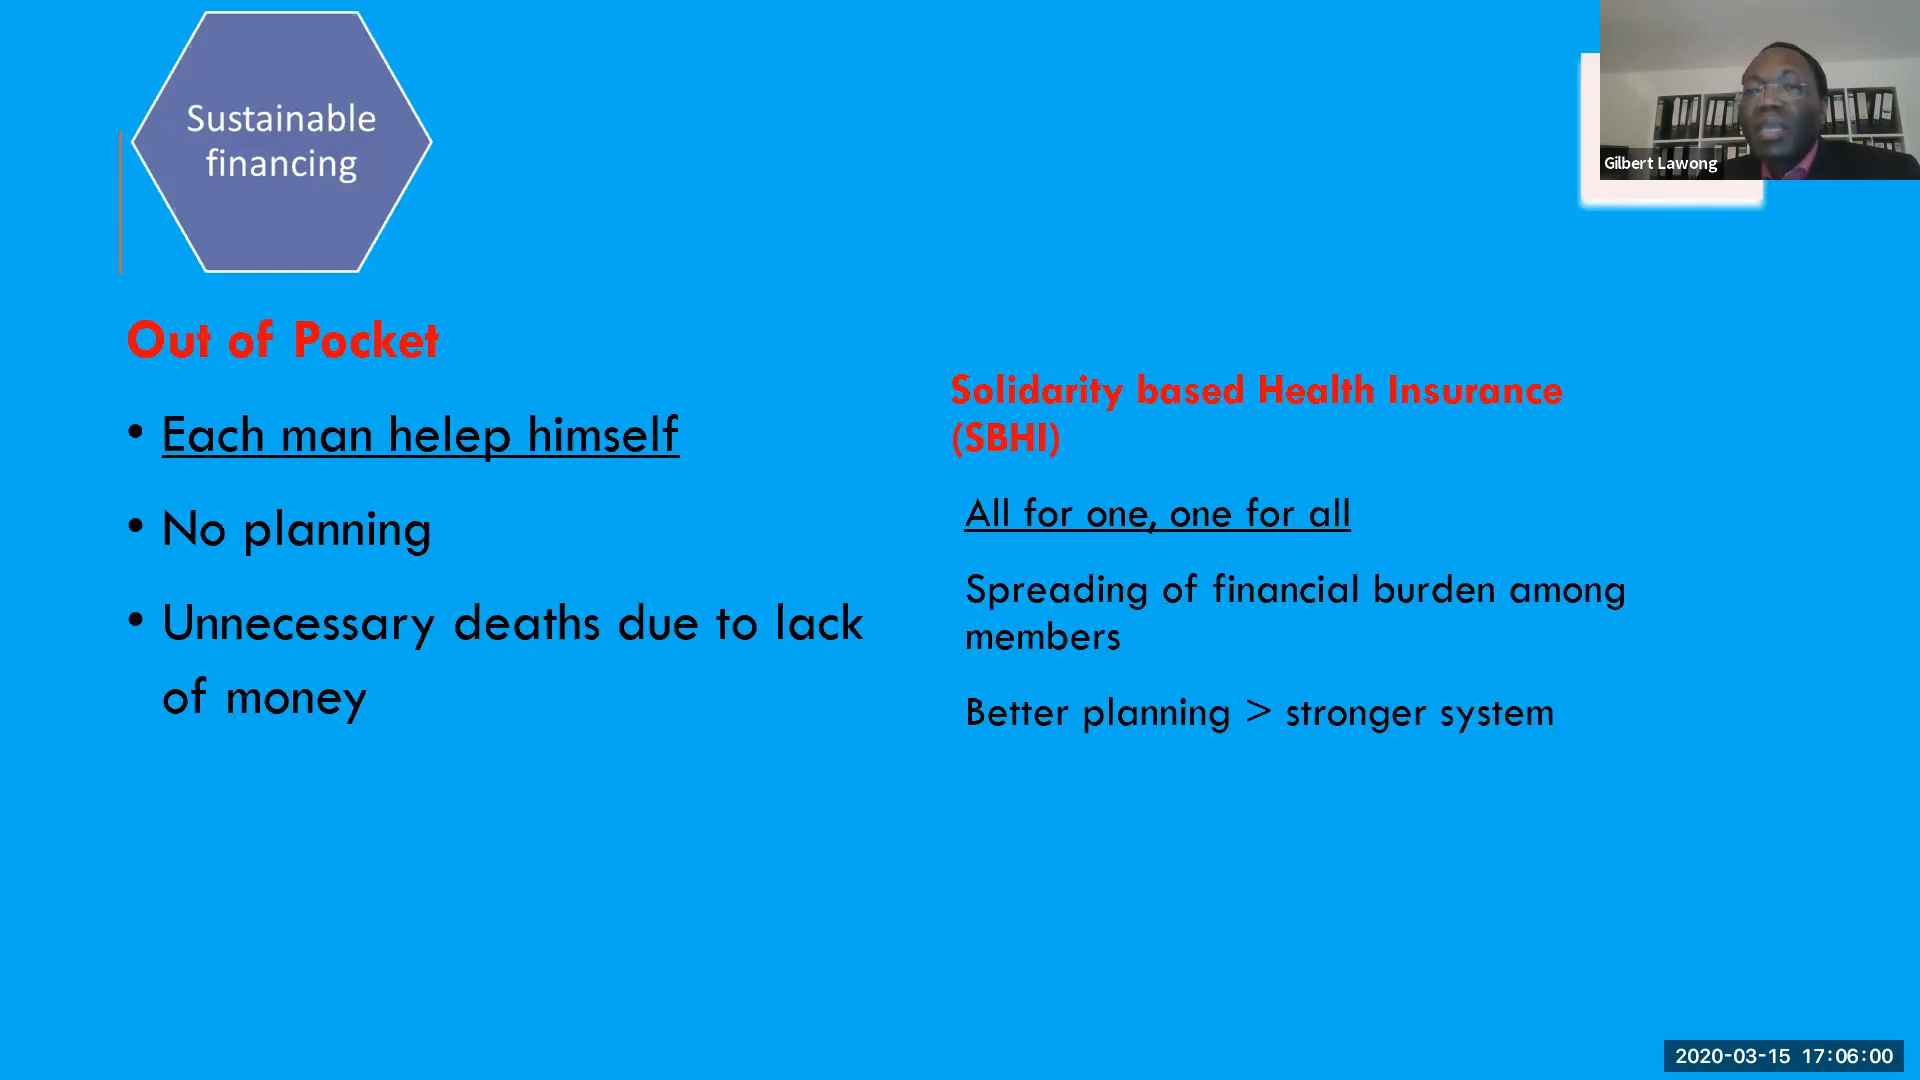 Sustainable
financing
Gilbert Lawong
Out of Pocket
• Each man helep himself
• No planning
• Unnecessary deaths due to lack
of money
Solidarity based Health Insurance
(SBHI)
All for one, one for all
Spreading of financial burden among
members
Better planning > stronger system
2020-03-15 17:06:00